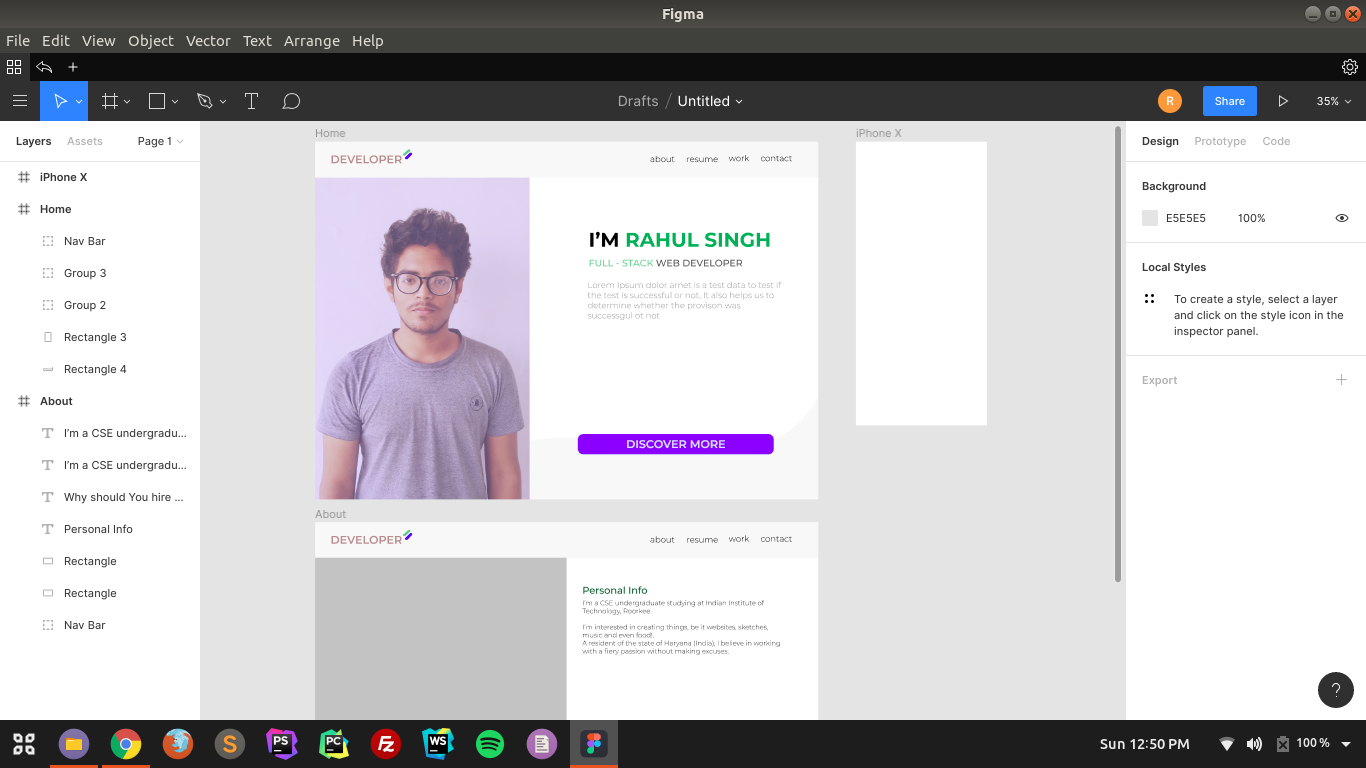 Figma
File Edit View Object Vector Text Arrange Help
Drafts / Untitled
R
Share
35%
Layers
Assets
Page 1
iPhone X
Home
Nav Bar
Group 3
Group 2
Rectangle 3
Rectangle 4
About
I'm a CSE undergradu...
I'm a CSE undergradu...
Why should You hire ...
Personal Info
Rectangle
Rectangle
Nav Bar
Home
DEVELOPER
about resume work contact
I'M RAHUL SINGH
FULL - STACK WEB DEVELOPER
Lorem Ipsum dolor amet is a test data to test if
the test is successful or not, It also helps us to
determine whether the provison was
successgul ot not
DISCOVER MORE
About
DEVELOPER
about resume work contact
Personal Info
I'm a CSE undergraduate studying at Indian Institute of
Technology, Roorkee.
I'm interested in creating things, be it websites, sketches,
music and even food!.
A resident of the state of Haryana (India), I believe in working
with a fiery passion without making excuses.
iPhone X
Design
Prototype
Code
Background
E5E5E5 100%
Local Styles
To create a style, select a layer
and click on the style icon in the
inspector panel.
Export
?
S
PS
PC
FZ
WS
Sun 12:50 PM
100 %